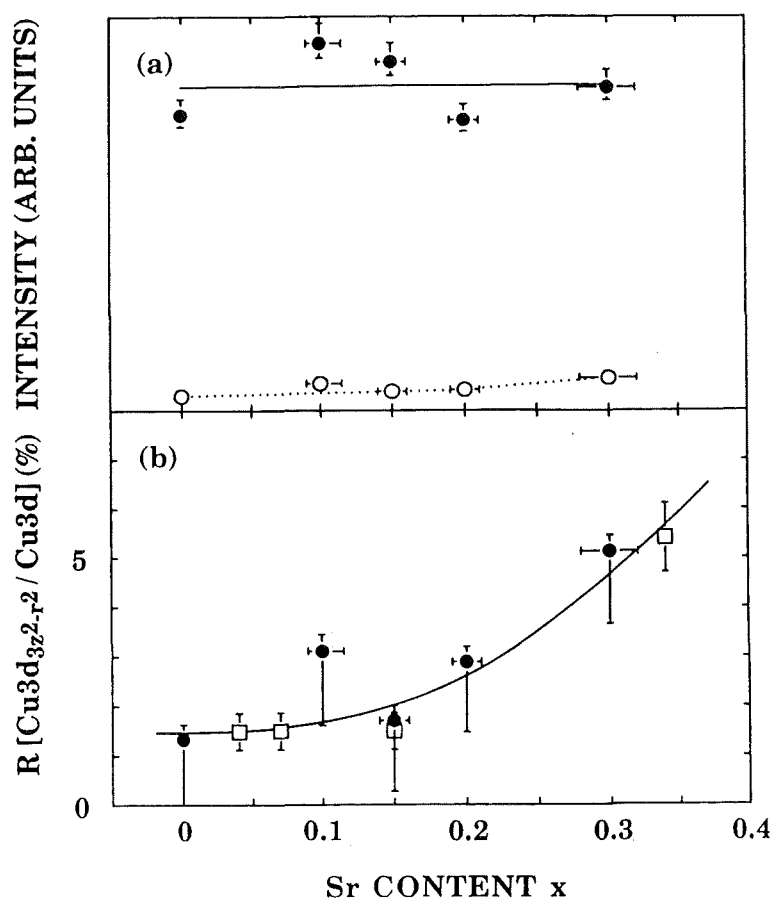 (a)
INTENSITY (ARB. UNITS)
(b)
R [Cu3d3z2-r2 / Cu3d] (%)
5
0
0 0.1 0.2 0.3 0.4
Sr CONTENT x